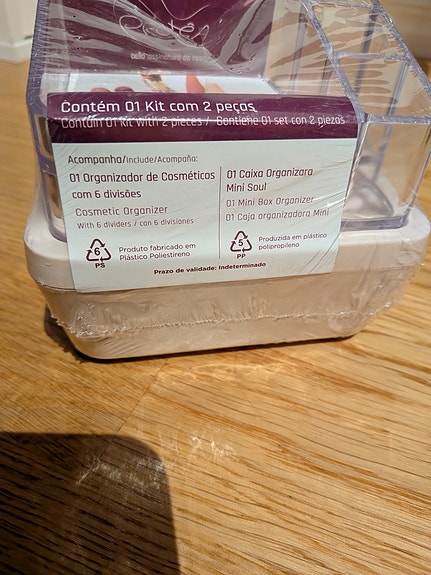 Contém 01 Kit com 2 peças
Contain 01 kit with 2 pieces / Contiene 01 set con 2 piezas
Acompanha/Include/Acompaña:
01 Organizador de Cosméticos
com 6 divisões
Cosmetic Organizer
With 6 dividers / con 6 divisiones
6
PS
Produto fabricado em
Plástico Poliestireno
01 Caixa Organizara
Mini Soul
01 Mini Box Organizer
01 Caja organizadora Mini
5
PP
Produzida em plástico
polipropileno
Prazo de validade: Indeterminado